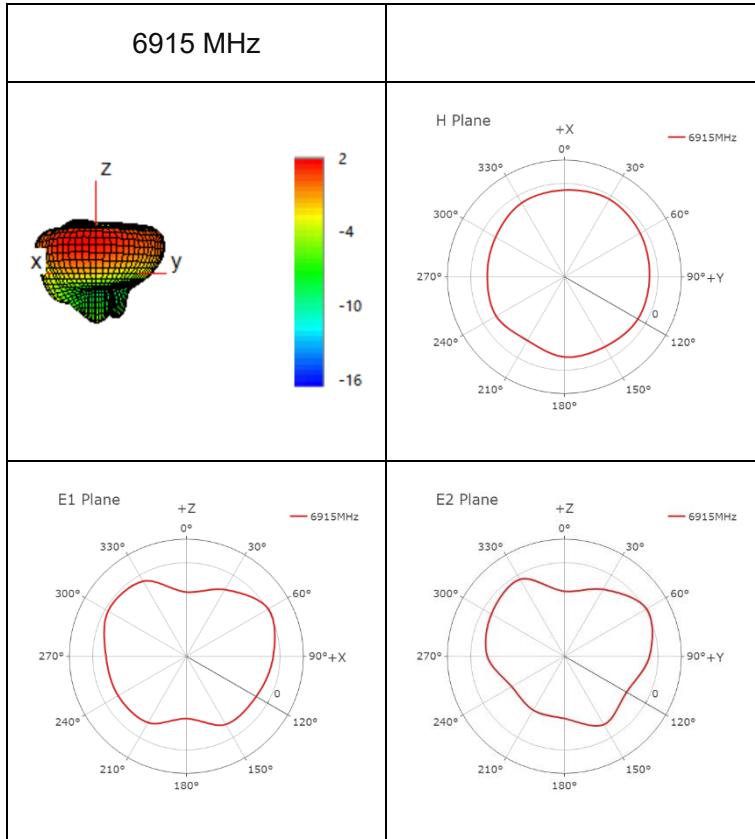 6915 MHz
z
x
y
2
-4
-10
-16
H Plane
+X
6915MHz
0°
330°
30°
300°
60°
270°
90°+Y
0
240°
120°
210°
150°
180°
E1 Plane
+Z
6915MHz
0°
330°
30°
300°
60°
270°
90°+X
0
240°
120°
210°
150°
180°
E2 Plane
+Z
6915MHz
0°
330°
30°
300°
60°
270°
90°+Y
0
240°
120°
210°
150°
180°